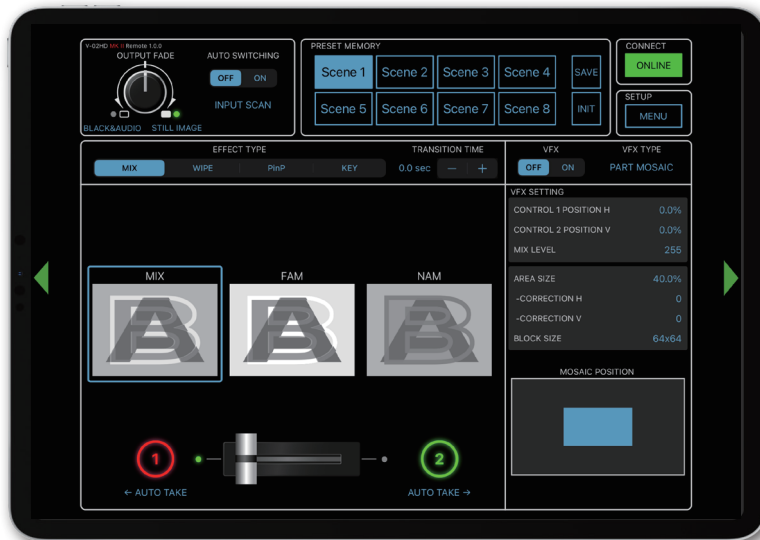 V-02HD MK II Remote 1.0.0
OUTPUT FADE
BLACK&AUDIO
STILL IMAGE
AUTO SWITCHING
OFF
ON
INPUT SCAN
PRESET MEMORY
Scene 1
Scene 2
Scene 3
Scene 4
SAVE
Scene 5
Scene 6
Scene 7
Scene 8
INIT
CONNECT
ONLINE
SETUP
MENU
EFFECT TYPE
MIX
WIPE
PinP
KEY
TRANSITION TIME
0.0 sec
—
+
VFX
OFF
ON
VFX TYPE
PART MOSAIC
MIX
FAM
NAM
A B
A B
A B
1
2
← AUTO TAKE
AUTO TAKE →
VFX SETTING
CONTROL 1 POSITION H 0.0%
CONTROL 2 POSITION V 0.0%
MIX LEVEL 255
AREA SIZE 40.0%
-CORRECTION H 0
-CORRECTION V 0
BLOCK SIZE 64x64
MOSAIC POSITION